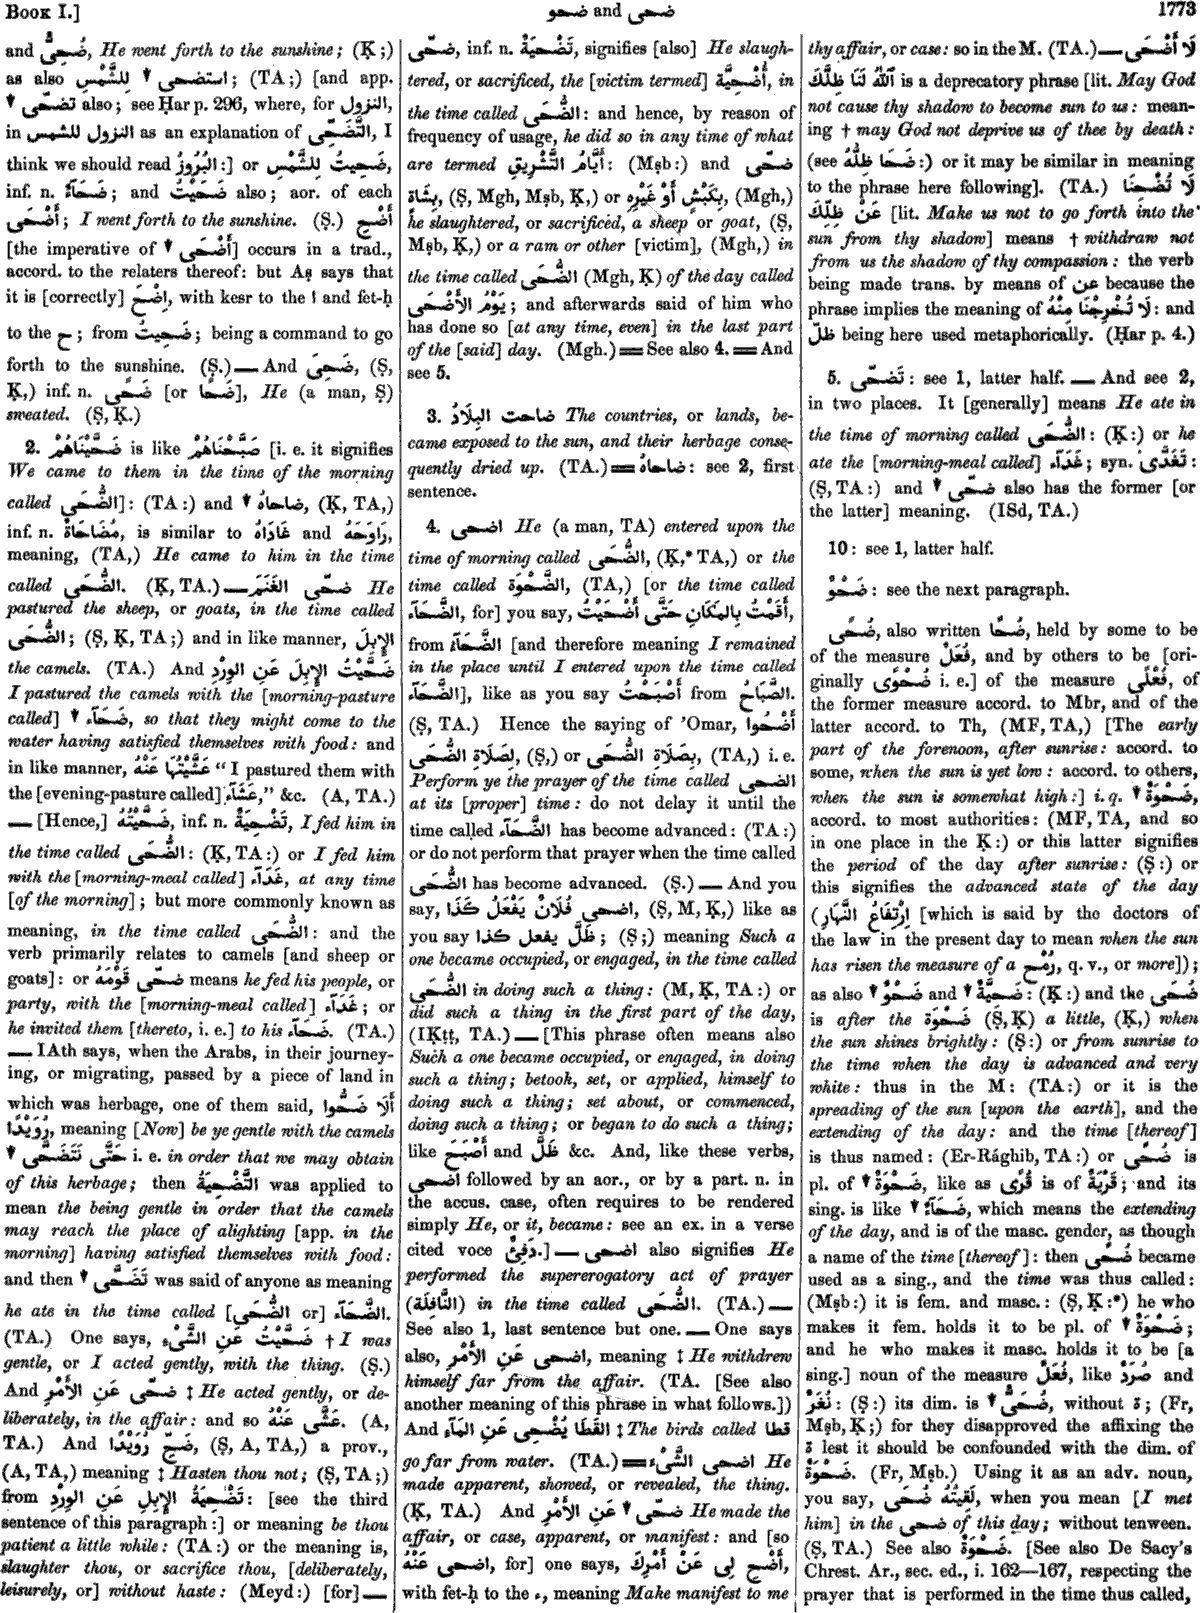 Book I.]
ضحو and ضحى
1773
and ضُحِىٌّ, He went forth to the sunshine; (Ḳ;)
as also ↓ استضحى لِلشَّمْسِ; (TA;) [and app.
↓ تضحّى also; see Ḥar p. 296, where, for النزول,
in النزول للشمس as an explanation of التَّضَحِّى, I
think we should read البُرُوزُ:] or ضَحِيتُ لِلشَّمْسِ,
inf. n. ضَحَآءٌ; and ضَحَيْتُ also; aor. of each
أَضْحَى; I went forth to the sunshine. (Ṣ.) أَضْحِ
[the imperative of ↓ أَضْحَى] occurs in a trad.,
accord. to the relaters thereof: but Aṣ says that
it is [correctly] اِضْحَ, with kesr to the ا and fet-ḥ
to the ح; from ضَحِيتَ; being a command to go
forth to the sunshine. (Ṣ.) — And ضَحِىَ, (Ṣ,
Ḳ,) inf. n. ضَحًى [or ضَحًا], He (a man, Ṣ)
sweated. (Ṣ, Ḳ.)
2. ضَحَّيْنَاهُمْ is like صَبَّحْنَاهُمْ [i. e. it signifies
We came to them in the time of the morning
called الضُّحَى]: (TA:) and ↓ ضاحاهُ, (Ḳ, TA,)
inf. n. مُضَاحَاةٌ, is similar to غَادَاهُ and رَاوَحَهُ,
meaning, (TA,) He came to him in the time
called الضُّحَى. (Ḳ, TA.) — ضحّى الغَنَمَ He
pastured the sheep, or goats, in the time called
الضُّحَى; (Ṣ, Ḳ, TA;) and in like manner, الإِبِلَ
the camels. (TA.) And ضَحَّيْتُ الإِبِلَ عَنِ الوِرْدِ
I pastured the camels with the [morning-pasture
called] ↓ ضَحَآء, so that they might come to the
water having satisfied themselves with food: and
in like manner, عَشَّيْتُهَا عَنْهُ “I pastured them with
the [evening-pasture called] عَشَآء,” &c. (A, TA.)
— [Hence,] ضَحَّيْتُهُ, inf. n. تَضْحِيَةٌ, I fed him in
the time called الضُّحَى: (Ḳ, TA:) or I fed him
with the [morning-meal called] غَدَآء, at any time
[of the morning]; but more commonly known as
meaning, in the time called الضُّحَى: and the
verb primarily relates to camels [and sheep or
goats]: or ضحّى قَوْمَهُ means he fed his people, or
party, with the [morning-meal called] غَدَآء; or
he invited them [thereto, i. e.] to his ضَحَآء. (TA.)
— IAth says, when the Arabs, in their journey-
ing, or migrating, passed by a piece of land in
which was herbage, one of them said, أَلَا ضَحُّوا
رُوَيْدًا, meaning [Now] be ye gentle with the camels
↓ حَتَّى نَتَضَحَّى i. e. in order that we may obtain
of this herbage; then التَّضْحِيَةُ was applied to
mean the being gentle in order that the camels
may reach the place of alighting [app. in the
morning] having satisfied themselves with food:
and then ↓ تَضَحَّى was said of anyone as meaning
he ate in the time called [الضُّحَى or] الضَّحَآء.
(TA.) One says, ضَحَّيْتُ عَنِ الشَّىْءِ † I was
gentle, or I acted gently, with the thing. (Ṣ.)
And ضحّى عَنِ الأَمْرِ ‡ He acted gently, or de-
liberately, in the affair: and so عَشَّى عَنْهُ. (A,
TA.) And ضَحِّ رُوَيْدًا, (Ṣ, A, TA,) a prov.,
(A, TA,) meaning ‡ Hasten thou not; (Ṣ, TA;)
from تَضْحِيَةُ الإِبِلِ عَنِ الوِرْدِ: [see the third
sentence of this paragraph:] or meaning be thou
patient a little while: (TA:) or the meaning is,
slaughter thou, or sacrifice thou, [deliberately,
leisurely, or] without haste: (Meyd:) [for] —
ضحّى, inf. n. تَضْحِيَةٌ, signifies [also] He slaugh-
tered, or sacrificed, the [victim termed] أُضْحِيَّة, in
the time called الضُّحَى: and hence, by reason of
frequency of usage, he did so in any time of what
are termed أَيَّامُ التَّشْرِيقِ: (Mṣb:) and ضحّى
بِشَاةٍ, (Ṣ, Mgh, Mṣb, Ḳ,) or بِكَبْشٍ أَوْ غَيْرِهِ, (Mgh,)
he slaughtered, or sacrificed, a sheep or goat, (Ṣ,
Mṣb, Ḳ,) or a ram or other [victim], (Mgh,) in
the time called الضُّحَى (Mgh, Ḳ) of the day called
يَوْمُ الأَضْحَى; and afterwards said of him who
has done so [at any time, even] in the last part
of the [said] day. (Mgh.) = See also 4. = And
see 5.
3. ضاحت البِلَادُ The countries, or lands, be-
came exposed to the sun, and their herbage conse-
quently dried up. (TA.) = ضاحاهُ: see 2, first
sentence.
4. اضحى He (a man, TA) entered upon the
time of morning called الضُّحَى, (Ḳ,* TA,) or the
time called الضَّحْوَة, (TA,) [or the time called
الضَّحَآء, for] you say, أَقَمْتُ بِالمَكَانِ حَتَّى أَضْحَيْتُ,
from الضَّحَآءُ [and therefore meaning I remained
in the place until I entered upon the time called
الضَّحَآء], like as you say أَصْبَحْتُ from الصَّبَاحُ.
(Ṣ, TA.) Hence the saying of ’Omar, أَضْحُوا
لِصَلَاةِ الضُّحَى, (Ṣ,) or بِصَلَاةِ الضُّحَى, (TA,) i. e.
Perform ye the prayer of the time called الضحى
at its [proper] time: do not delay it until the
time called الضَّحَآء has become advanced: (TA:)
or do not perform that prayer when the time called
الضُّحَى has become advanced. (Ṣ.) — And you
say, اضحى فُلَانٌ يَفْعَلُ كَذَا, (Ṣ, M, Ḳ,) like as
you say ظَلَّ يفعل كذا; (Ṣ;) meaning Such a
one became occupied, or engaged, in the time called
الضُّحَى in doing such a thing: (M, Ḳ, TA:) or
did such a thing in the first part of the day,
(IḲṭṭ, TA.) — [This phrase often means also
Such a one became occupied, or engaged, in doing
such a thing; betook, set, or applied, himself to
doing such a thing; set about, or commenced,
doing such a thing; or began to do such a thing;
like أَصْبَحَ and ظَلَّ &c. And, like these verbs,
اضحى followed by an aor., or by a part. n. in
the accus. case, often requires to be rendered
simply He, or it, became: see an ex. in a verse
cited voce دَفِئٌ.] — اضحى also signifies He
performed the supererogatory act of prayer
(النَّافِلَة) in the time called الضُّحَى. (TA.) —
See also 1, last sentence but one. — One says
also, اضحى عَنِ الأَمْرِ, meaning ‡ He withdrew
himself far from the affair. (TA. [See also
another meaning of this phrase in what follows.])
And القَطَا يُضْحِى عَنِ المَآءِ ‡ The birds called قطا
go far from water. (TA.) = اضحى الشَّىْءَ He
made apparent, showed, or revealed, the thing.
(Ḳ, TA.) And ضحّى ↓ عَنِ الأَمْرِ He made the
affair, or case, apparent, or manifest: and [so
اضحى عَنْهُ, for] one says, أَضْحِ لِى عَنْ أَمْرِكَ,
with fet-ḥ to the ء, meaning Make manifest to me
thy affair, or case: so in the M. (TA.) — لَا أَضْحَى
ٱللّٰهُ لَنَا ظِلَّكَ is a deprecatory phrase [lit. May God
not cause thy shadow to become sun to us: mean-
ing † may God not deprive us of thee by death:
(see ضَحَا ظِلُّهُ:) or it may be similar in meaning
to the phrase here following]. (TA.) لَا تُضْحِنَا
عَنْ ظِلِّكَ [lit. Make us not to go forth into the
sun from thy shadow] means † withdraw not
from us the shadow of thy compassion: the verb
being made trans. by means of عن because the
phrase implies the meaning of لَا تُخْرِجْنَا مِنْهُ: and
ظلّ being here used metaphorically. (Ḥar p. 4.)
5. تَضحّى: see 1, latter half. — And see 2,
in two places. It [generally] means He ate in
the time of morning called الضُّحَى: (Ḳ:) or he
ate the [morning-meal called] غَدَآء; syn. تَغَدَّى:
(Ṣ, TA:) and ↓ ضحّى also has the former [or
the latter] meaning. (ISd, TA.)
10: see 1, latter half.
ضَحْوٌ: see the next paragraph.
ضُحًى, also written ضُحًا, held by some to be
of the measure فُعَلٌ, and by others to be [ori-
ginally ضُحْوَى i. e.] of the measure فُعْلَى, of
the former measure accord. to Mbr, and of the
latter accord. to Th, (MF, TA,) [The early
part of the forenoon, after sunrise: accord. to
some, when the sun is yet low: accord. to others,
when the sun is somewhat high:] i. q. ↓ ضَحْوَةٌ,
accord. to most authorities: (MF, TA, and so
in one place in the Ḳ:) or this latter signifies
the period of the day after sunrise: (Ṣ:) or
this signifies the advanced state of the day
(اِرْتِفَاعُ النَّهَارِ) [which is said by the doctors of
the law in the present day to mean when the sun
has risen the measure of a رُمْح, q. v., or more]);
as also ↓ ضَحْوٌ and ↓ ضَحِيَّةٌ: (Ḳ:) and the ضُحَى
is after the ضَحْوَة (Ṣ, Ḳ) a little, (Ḳ,) when
the sun shines brightly: (Ṣ:) or from sunrise to
the time when the day is advanced and very
white: thus in the M: (TA:) or it is the
spreading of the sun [upon the earth], and the
extending of the day: and the time [thereof]
is thus named: (Er-Rághib, TA:) or ضُحًى is
pl. of ↓ ضَحْوَةٌ, like as قُرًى is of قَرْيَةٌ; and its
sing. is like ↓ ضَحَآءٌ, which means the extending
of the day, and is of the masc. gender, as though
a name of the time [thereof]: then ضُحًى became
used as a sing., and the time was thus called:
(Mṣb:) it is fem. and masc.: (Ṣ, Ḳ:*) he who
makes it fem. holds it to be pl. of ↓ ضَحْوَةٌ;
and he who makes it masc. holds it to be [a
sing.] noun of the measure فُعَلٌ, like صُرَدٌ and
نُغَرٌ: (Ṣ:) its dim. is ↓ ضُحَىٌّ, without ة; (Fr,
Mṣb, Ḳ;) for they disapproved the affixing the
ة lest it should be confounded with the dim. of
ضَحْوَةٌ. (Fr, Mṣb.) Using it as an adv. noun,
you say, لَقِيتُهُ ضُحَى, when you mean [I met
him] in the ضحى of this day; without tenween.
(Ṣ, TA.) See also ضَحْوَةٌ. [See also De Sacy’s
Chrest. Ar., sec. ed., i. 162—167, respecting the
prayer that is performed in the time thus called,